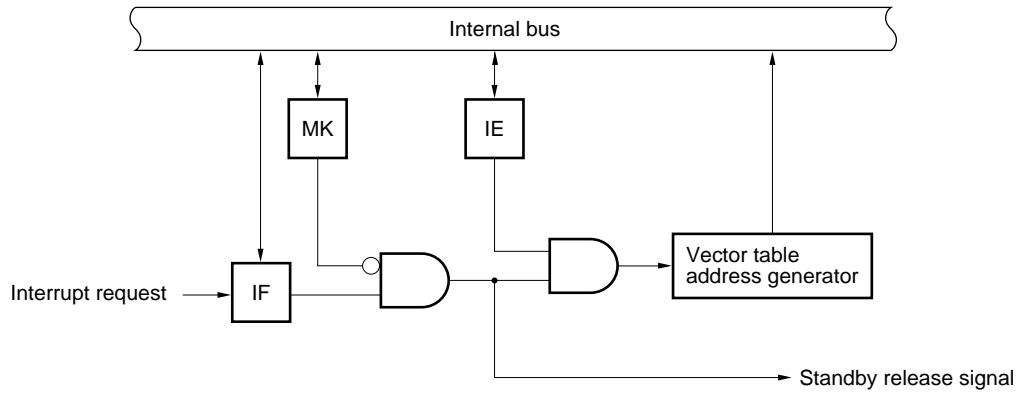 Internal bus
MK
IE
Vector table
address generator
Interrupt request
IF
Standby release signal